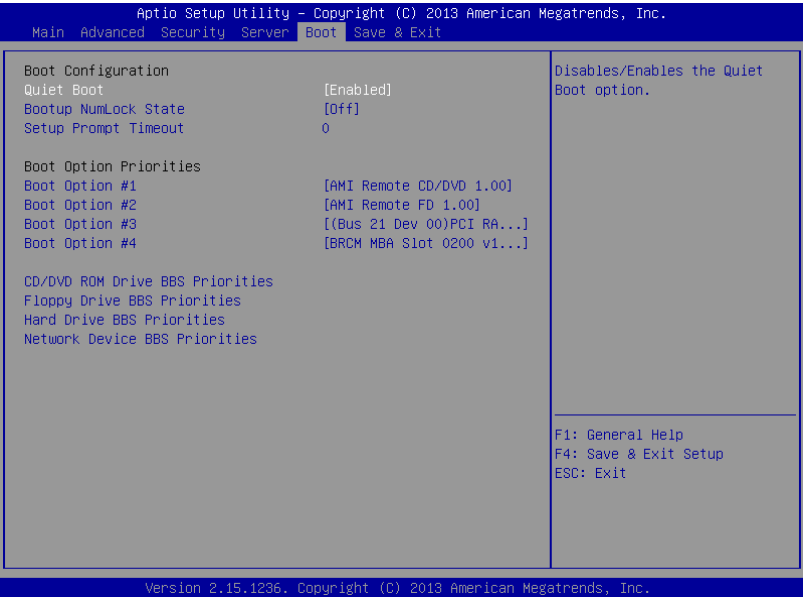 Aptio Setup Utility – Copyright (C) 2013 American Megatrends, Inc.
Main Advanced Security Server Boot Save & Exit
Boot Configuration
Quiet Boot [Enabled]
Bootup NumLock State [Off]
Setup Prompt Timeout 0
Boot Option Priorities
Boot Option #1 [AMI Remote CD/DVD 1.00]
Boot Option #2 [AMI Remote FD 1.00]
Boot Option #3 [(Bus 21 Dev 00)PCI RA...]
Boot Option #4 [BRCM MBA Slot 0200 v1...]
CD/DVD ROM Drive BBS Priorities
Floppy Drive BBS Priorities
Hard Drive BBS Priorities
Network Device BBS Priorities
Disables/Enables the Quiet
Boot option.
F1: General Help
F4: Save & Exit Setup
ESC: Exit
Version 2.15.1236. Copyright (C) 2013 American Megatrends, Inc.